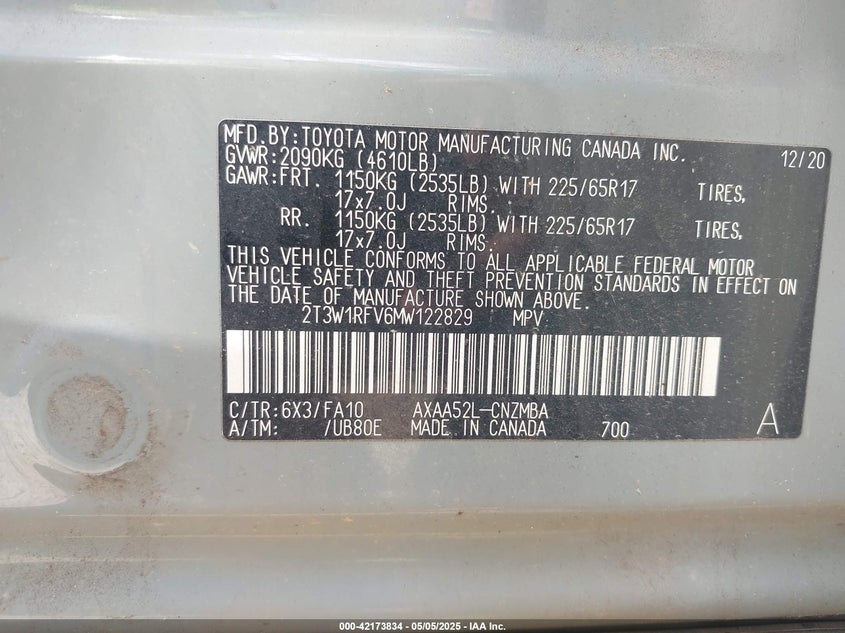 MFD.BY:TOYOTA MOTOR MANUFACTURING CANADA INC. 12/20
GVWR:2090KG (4610LB)
GAWR:FRT. 1150KG (2535LB) WITH 225/65R17 TIRES,
17x7.0J RIMS.
RR. 1150KG (2535LB) WITH 225/65R17 TIRES,
17x7.0J RIMS.
THIS VEHICLE CONFORMS TO ALL APPLICABLE FEDERAL MOTOR
VEHICLE SAFETY AND THEFT PREVENTION STANDARDS IN EFFECT ON
THE DATE OF MANUFACTURE SHOWN ABOVE.
2T3W1RFV6MW122829 MPV
C/TR:6X3/FA10 AXAA52L-CNZMBA
A/TM: /UB80E MADE IN CANADA 700 A
000-42173834 - 05/05/2025 - IAA Inc.